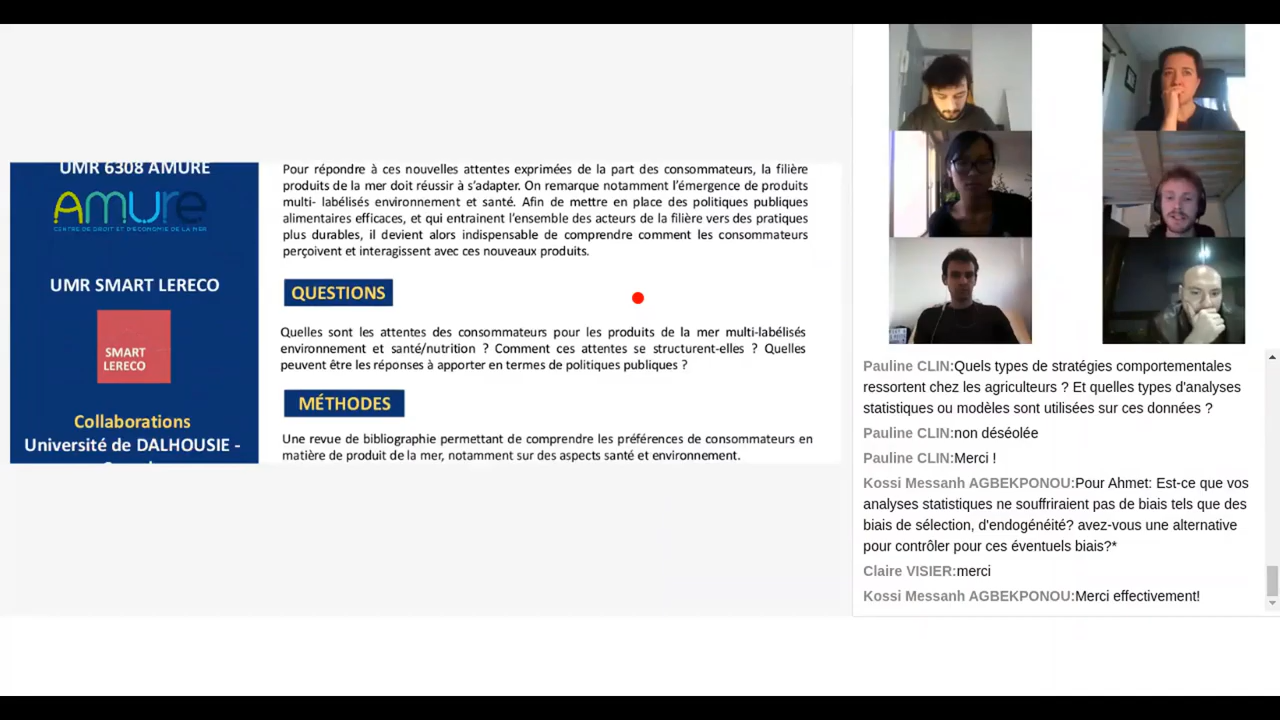 UMR 6308 AMURE
AMURE
CENTRE DE DROIT ET D'ÉCONOMIE DE LA MER
UMR SMART LERECO
SMART
LERECO
Collaborations
Université de DALHOUSIE -
Pour répondre à ces nouvelles attentes exprimées de la part des consommateurs, la filière
produits de la mer doit réussir à s'adapter. On remarque notamment l'émergence de produits
multi- labélisés environnement et santé. Afin de mettre en place des politiques publiques
alimentaires efficaces, et qui entrainent l'ensemble des acteurs de la filière vers des pratiques
plus durables, il devient alors indispensable de comprendre comment les consommateurs
perçoivent et interagissent avec ces nouveaux produits.
QUESTIONS
Quelles sont les attentes des consommateurs pour les produits de la mer multi-labélisés
environnement et santé/nutrition ? Comment ces attentes se structurent-elles ? Quelles
peuvent être les réponses à apporter en termes de politiques publiques ?
MÉTHODES
Une revue de bibliographie permettant de comprendre les préférences de consommateurs en
matière de produit de la mer, notamment sur des aspects santé et environnement.
Pauline CLIN:Quels types de stratégies comportementales
ressortent chez les agriculteurs ? Et quelles types d'analyses
statistiques ou modèles sont utilisées sur ces données ?
Pauline CLIN:non déséolée
Pauline CLIN:Merci !
Kossi Messanh AGBEKPONOU:Pour Ahmet: Est-ce que vos
analyses statistiques ne souffriraient pas de biais tels que des
biais de sélection, d'endogénéité? avez-vous une alternative
pour contrôler pour ces éventuels biais?*
Claire VISIER:merci
Kossi Messanh AGBEKPONOU:Merci effectivement!